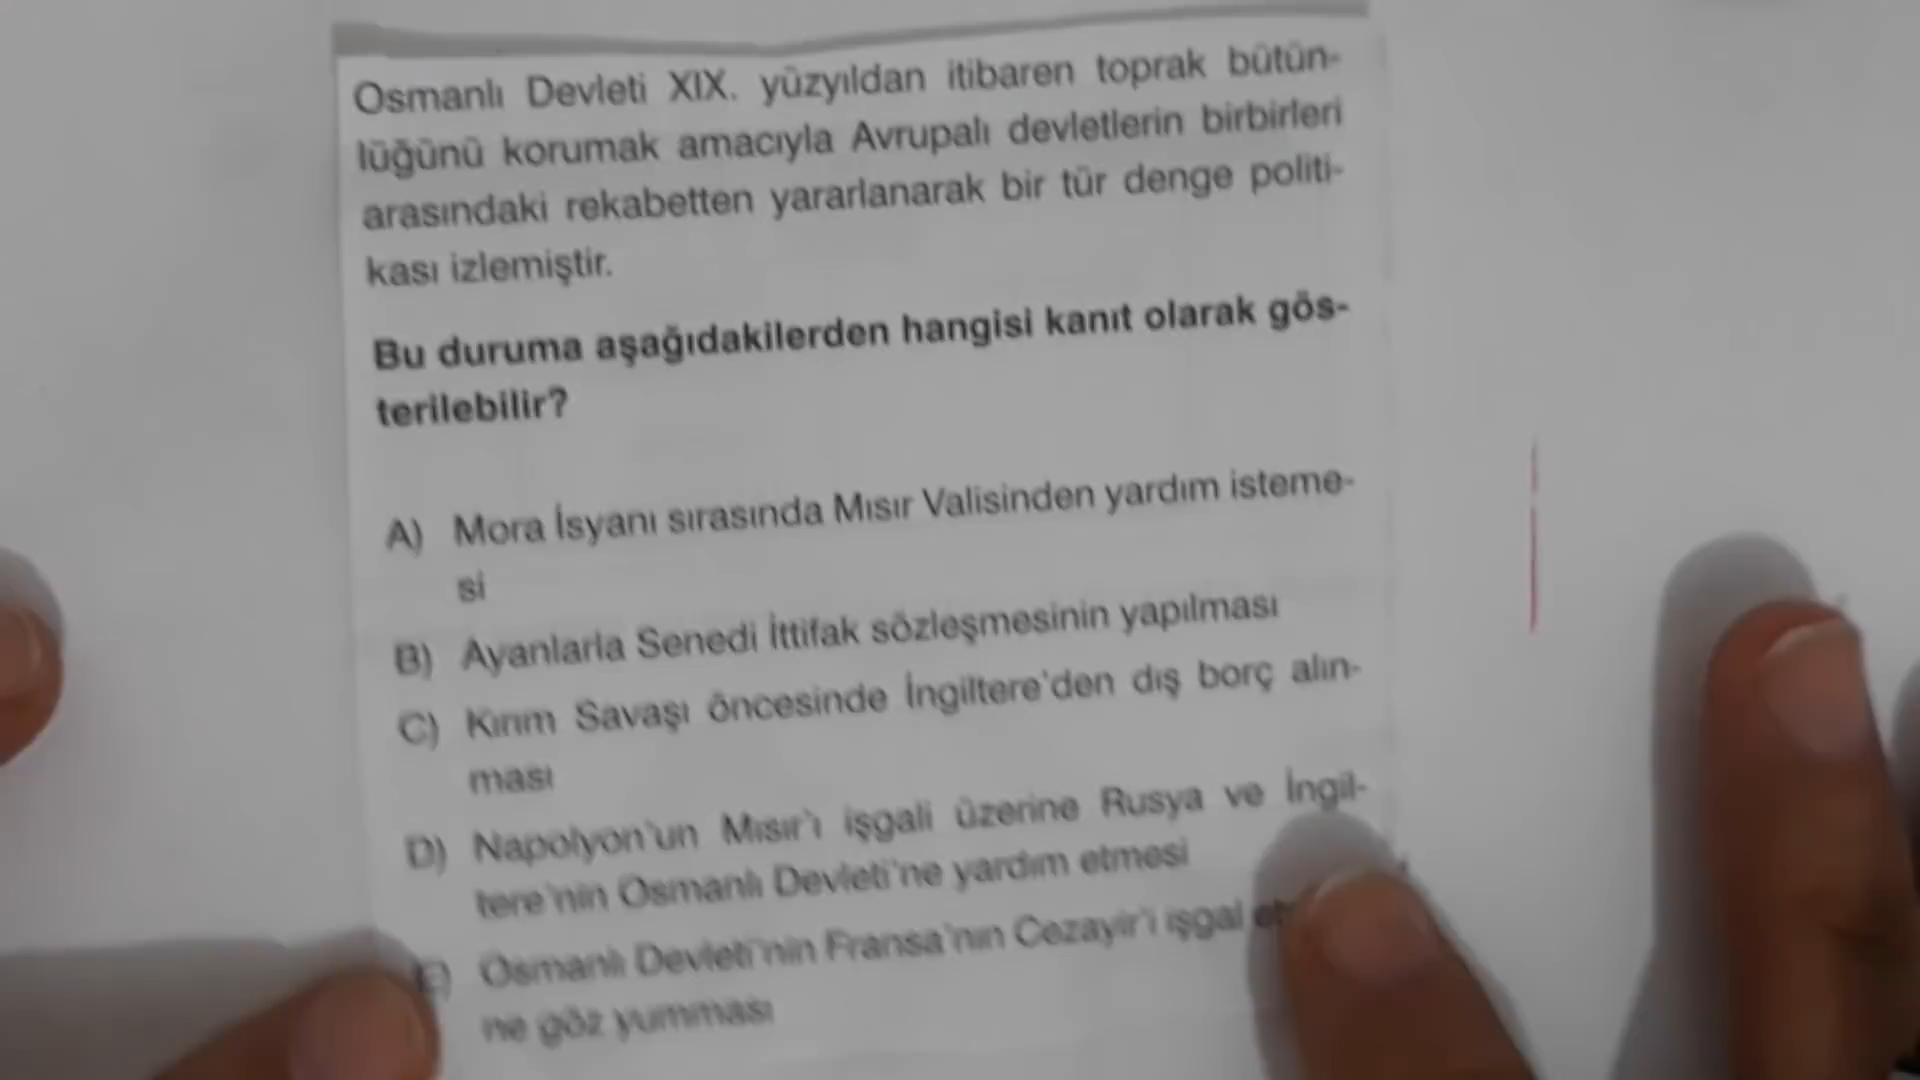 Osmanlı Devleti XIX. yüzyıldan itibaren toprak bütün-
lüğünü korumak amacıyla Avrupalı devletlerin birbirleri
arasındaki rekabetten yararlanarak bir tür denge politi-
kası izlemiştir.
Bu duruma aşağıdakilerden hangisi kanıt olarak gös-
terilebilir?
A) Mora İsyanı sırasında Mısır Valisinden yardım isteme-
si
B) Ayanlarla Senedi İttifak sözleşmesinin yapılması
C) Kırım Savaşı öncesinde İngiltere'den dış borç alın-
ması
D) Napolyon'un Mısır'ı işgali üzerine Rusya ve İngil-
tere'nin Osmanlı Devleti'ne yardım etmesi
E) Osmanlı Devleti'nin Fransa'nın Cezayir'i işgal
ne göz yumması